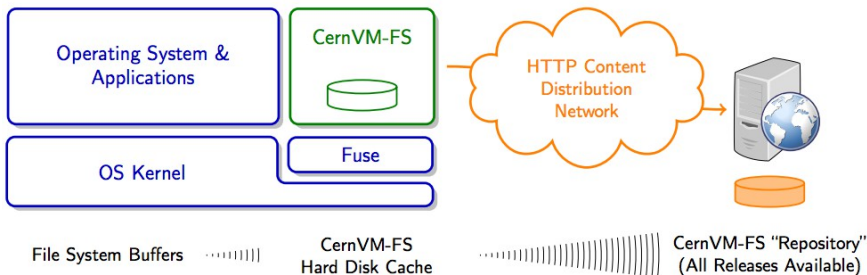 Operating System &
Applications
CernVM-FS
HTTP Content
Distribution
Network
OS Kernel
Fuse
File System Buffers
CernVM-FS
Hard Disk Cache
CernVM-FS "Repository"
(All Releases Available)